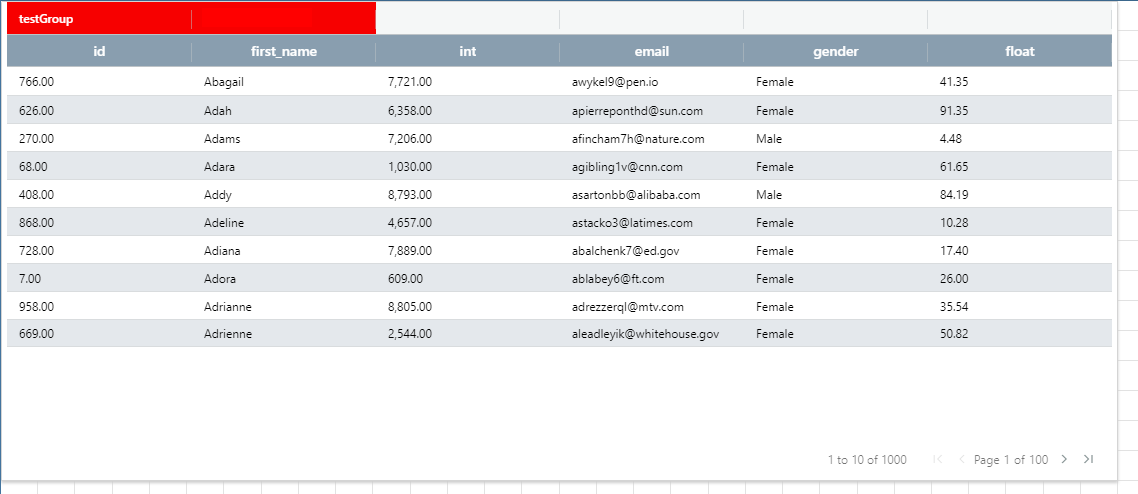 testGroup
id first_name int email gender float
766.00 Abagail 7,721.00 awykel9@pen.io Female 41.35
626.00 Adah 6,358.00 apierreponthd@sun.com Female 91.35
270.00 Adams 7,206.00 afincham7h@nature.com Male 4.48
68.00 Adara 1,030.00 agibling1v@cnn.com Female 61.65
408.00 Addy 8,793.00 asartonbb@alibaba.com Male 84.19
868.00 Adeline 4,657.00 astacko3@latimes.com Female 10.28
728.00 Adiana 7,889.00 abalchenk7@ed.gov Female 17.40
7.00 Adora 609.00 ablabey6@ft.com Female 26.00
958.00 Adrianne 8,805.00 adrezzerql@mtv.com Female 35.54
669.00 Adrienne 2,544.00 aleadleyik@whitehouse.gov Female 50.82
1 to 10 of 1000 Page 1 of 100